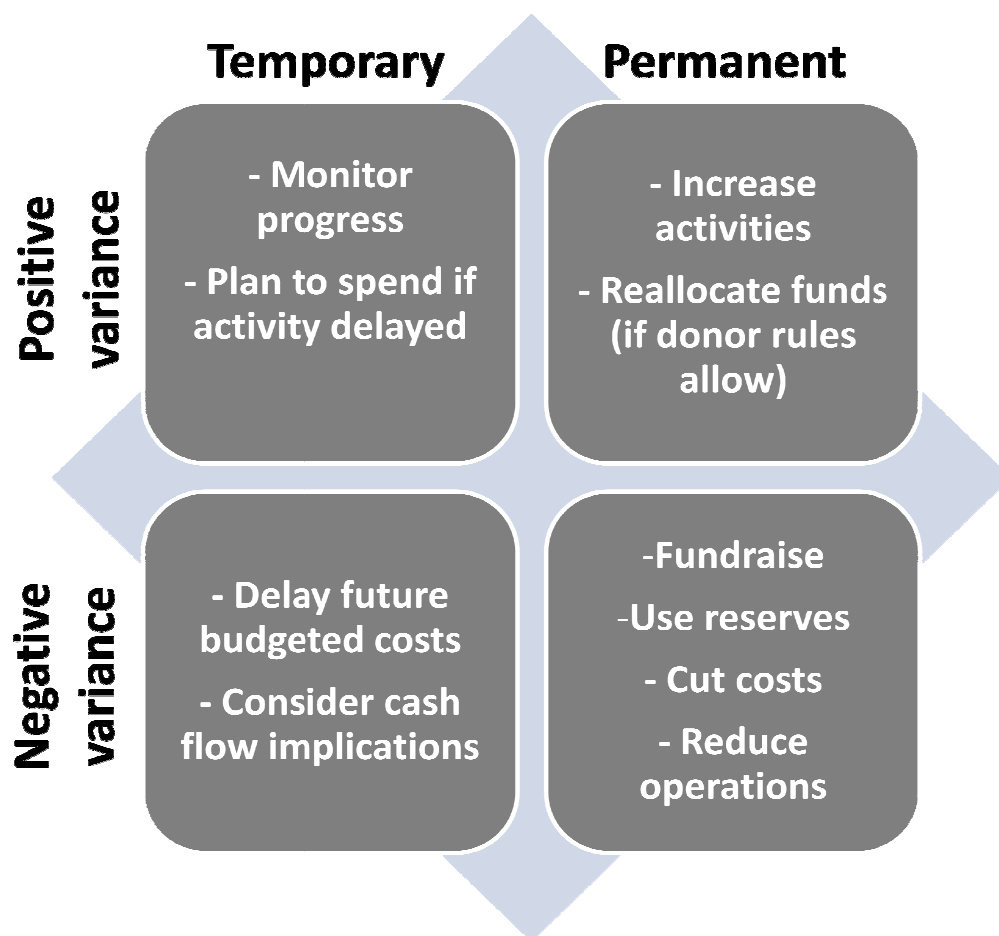 Temporary
Permanent
Positive
variance
- Monitor
progress
- Plan to spend if
activity delayed
- Increase
activities
- Reallocate funds
(if donor rules
allow)
Negative
variance
- Delay future
budgeted costs
- Consider cash
flow implications
-Fundraise
-Use reserves
- Cut costs
- Reduce
operations